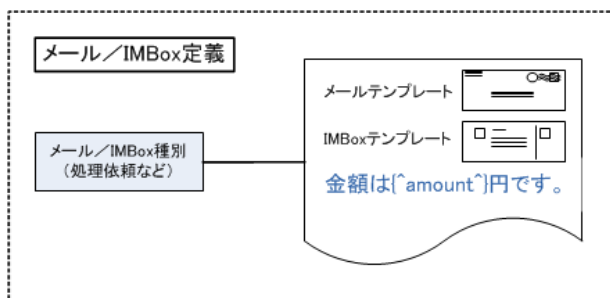 メール／IMBox定義
メールテンプレート
IMBoxテンプレート
メール／IMBox種別
（処理依頼など）
金額は{^amount^}円です。